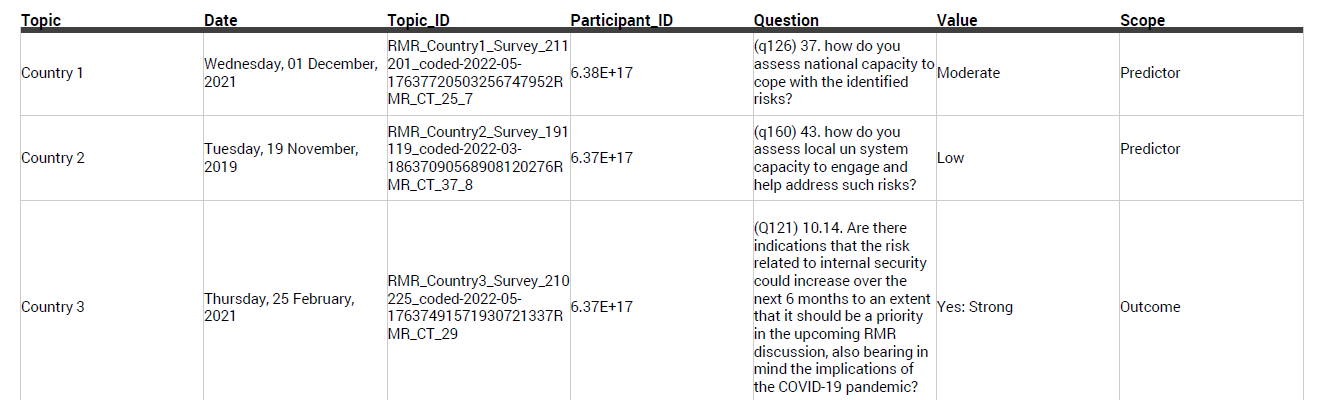 Topic Date Topic_ID Participant_ID Question Value Scope
Country 1
Wednesday, 01 December,
2021
RMR_Country1_Survey_211
201_coded-2022-05-
17637720503256747952R
MR_CT_25_7
6.38E+17
(q126) 37. how do you
assess national capacity to
cope with the identified
risks?
Moderate
Predictor
Country 2
Tuesday, 19 November,
2019
RMR_Country2_Survey_191
119_coded-2022-03-
18637090568908120276R
MR_CT_37_8
6.37E+17
(q160) 43. how do you
assess local un system
capacity to engage and
help address such risks?
Low
Predictor
Country 3
Thursday, 25 February,
2021
RMR_Country3_Survey_210
225_coded-2022-05-
17637491571930721337R
MR_CT_29
6.37E+17
(Q121) 10.14. Are there
indications that the risk
related to internal security
could increase over the
next 6 months to an extent
that it should be a priority
in the upcoming RMR
discussion, also bearing in
mind the implications of
the COVID-19 pandemic?
Yes: Strong
Outcome